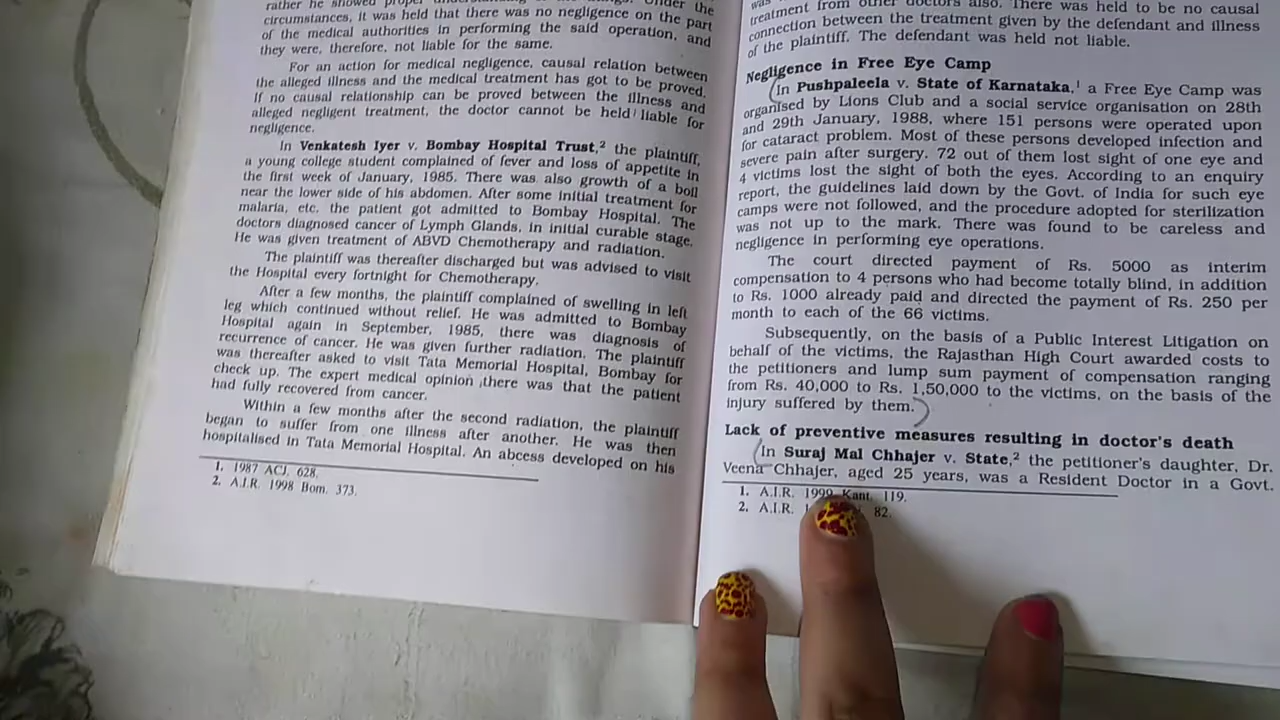 rather he showed proper understanding of the things. Under the
circumstances, it was held that there was no negligence on the part
of the medical authorities in performing the said operation, and
they were, therefore, not liable for the same.
For an action for medical negligence, causal relation between
the alleged illness and the medical treatment has got to be proved.
If no causal relationship can be proved between the illness and
alleged negligent treatment, the doctor cannot be held liable for
negligence.
In Venkatesh Iyer v. Bombay Hospital Trust,² the plaintiff,
a young college student complained of fever and loss of appetite in
the first week of January, 1985. There was also growth of a boil
near the lower side of his abdomen. After some initial treatment for
malaria, etc. the patient got admitted to Bombay Hospital. The
doctors diagnosed cancer of Lymph Glands, in initial curable stage.
He was given treatment of ABVD Chemotherapy and radiation.
The plaintiff was thereafter discharged but was advised to visit
the Hospital every fortnight for Chemotherapy.
After a few months, the plaintiff complained of swelling in left
leg which continued without relief. He was admitted to Bombay
Hospital again in September, 1985, there was diagnosis of
recurrence of cancer. He was given further radiation. The plaintiff
was thereafter asked to visit Tata Memorial Hospital, Bombay for
check up. The expert medical opinion there was that the patient
had fully recovered from cancer.
Within a few months after the second radiation, the plaintiff
began to suffer from one illness after another. He was then
hospitalised in Tata Memorial Hospital. An abcess developed on his
1. 1987 ACJ. 628.
2. A.I.R. 1998 Bom. 373.
treatment from other doctors also. There was held to be no causal
connection between the treatment given by the defendant and illness
of the plaintiff. The defendant was held not liable.
Negligence in Free Eye Camp
In Pushpaleela v. State of Karnataka,¹ a Free Eye Camp was
organised by Lions Club and a social service organisation on 28th
and 29th January, 1988, where 151 persons were operated upon
for cataract problem. Most of these persons developed infection and
severe pain after surgery. 72 out of them lost sight of one eye and
4 victims lost the sight of both the eyes. According to an enquiry
report, the guidelines laid down by the Govt. of India for such eye
camps were not followed, and the procedure adopted for sterilization
was not up to the mark. There was found to be careless and
negligence in performing eye operations.
The court directed payment of Rs. 5000 as interim
compensation to 4 persons who had become totally blind, in addition
to Rs. 1000 already paid and directed the payment of Rs. 250 per
month to each of the 66 victims.
Subsequently, on the basis of a Public Interest Litigation on
behalf of the victims, the Rajasthan High Court awarded costs to
the petitioners and lump sum payment of compensation ranging
from Rs. 40,000 to Rs. 1,50,000 to the victims, on the basis of the
injury suffered by them.
Lack of preventive measures resulting in doctor's death
In Suraj Mal Chhajer v. State,² the petitioner's daughter, Dr.
Veena Chhajer, aged 25 years, was a Resident Doctor in a Govt.
1. A.I.R. 1999 Kant. 119.
2. A.I.R. 82.